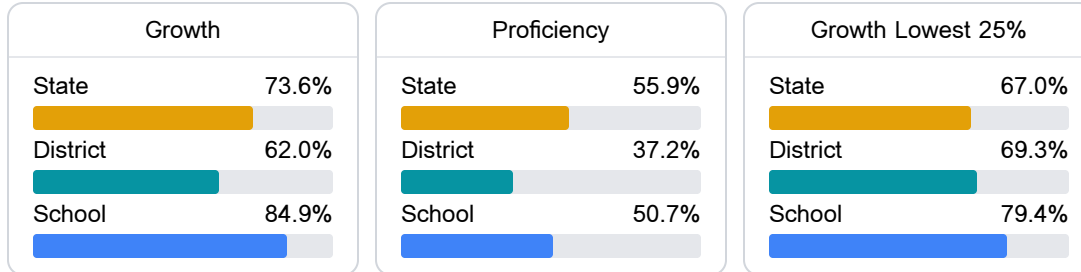 Growth
State 73.6%
District 62.0%
School 84.9%
Proficiency
State 55.9%
District 37.2%
School 50.7%
Growth Lowest 25%
State 67.0%
District 69.3%
School 79.4%